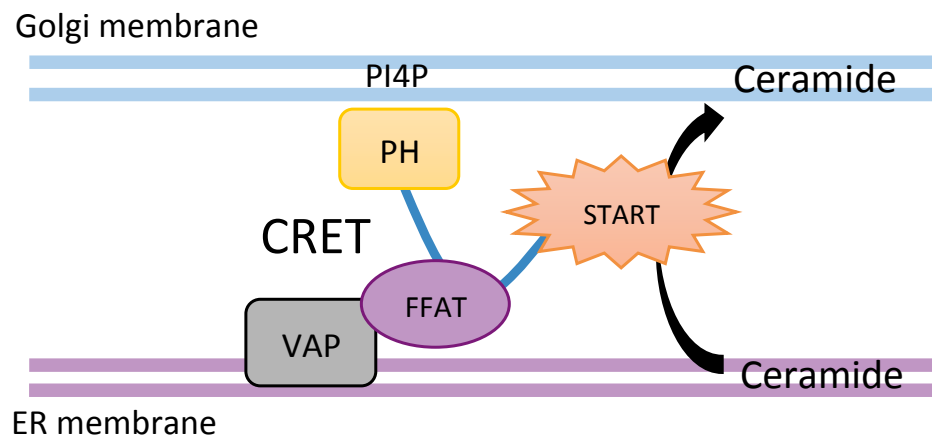 Golgi membrane
PI4P
Ceramide
PH
START
CRET
FFAT
VAP
Ceramide
ER membrane